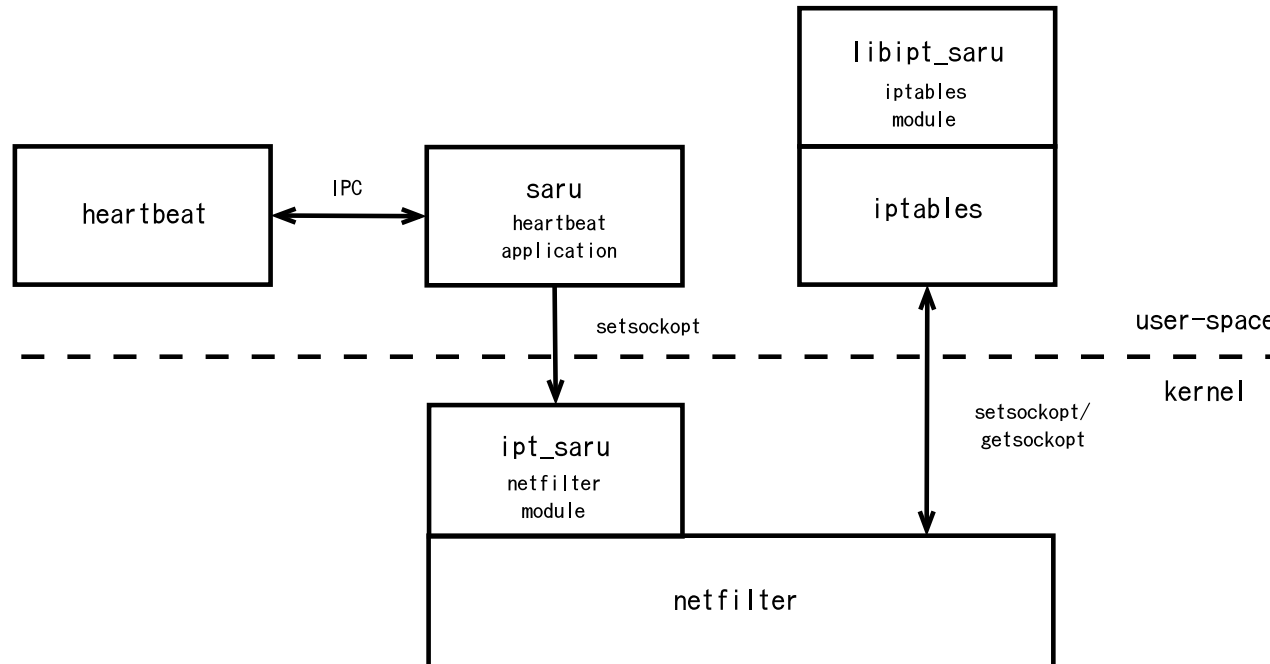 libipt_saru
iptables
module
heartbeat
IPC
saru
heartbeat
application
iptables
setsockopt
user-space
kernel
setsockopt/
getsockopt
ipt_saru
netfilter
module
netfilter